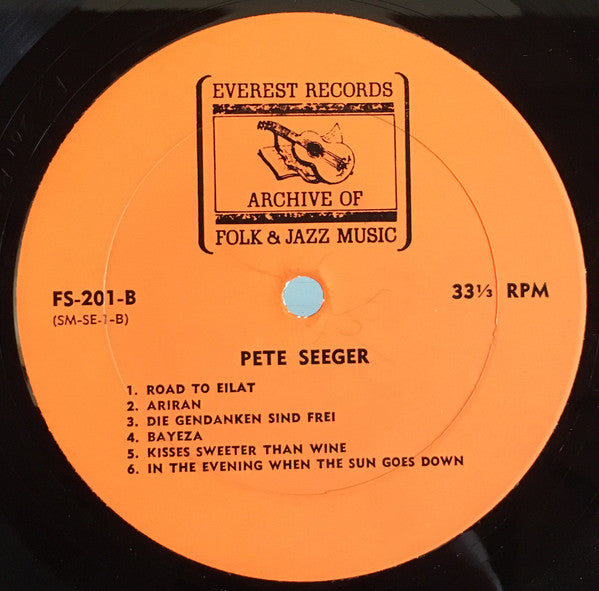 EVEREST RECORDS
ARCHIVE OF
FOLK & JAZZ MUSIC
FS-201-B
(SM-SE-1-B)
33⅓ RPM
PETE SEEGER
1. ROAD TO EILAT
2. ARIRAN
3. DIE GENDANKEN SIND FREI
4. BAYEZA
5. KISSES SWEETER THAN WINE
6. IN THE EVENING WHEN THE SUN GOES DOWN